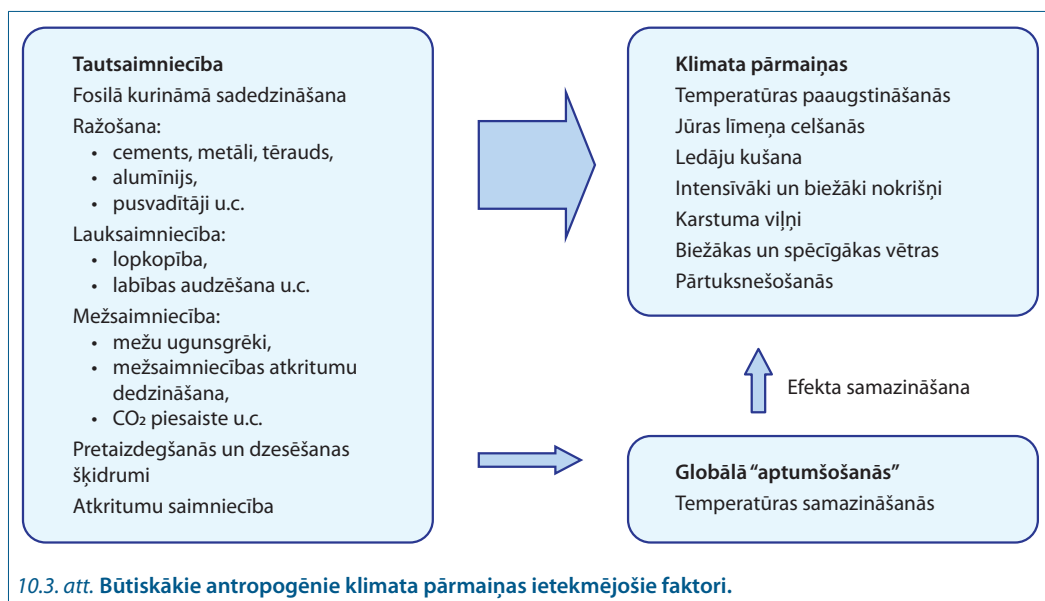 Tautsaimniecība
Fosilā kurināmā sadedzināšana
Ražošana:
• cements, metāli, tērauds,
• alumīnijs,
• pusvadītāji u.c.
Lauksaimniecība:
• lopkopība,
• labības audzēšana u.c.
Mežsaimniecība:
• mežu ugunsgrēki,
• mežsaimniecības atkritumu
dedzināšana,
• CO₂ piesaiste u.c.
Pretaizdegšanās un dzesēšanas
šķidrumi
Atkritumu saimniecība
Klimata pārmaiņas
Temperatūras paaugstināšanās
Jūras līmeņa celšanās
Ledāju kušana
Intensīvāki un biežāki nokrišņi
Karstuma viļņi
Biežākas un spēcīgākas vētras
Pārtuksnešošanās
Efekta samazināšana
Globālā “aptumšošanās”
Temperatūras samazināšanās
10.3. att. Būtiskākie antropogēnie klimata pārmaiņas ietekmējošie faktori.